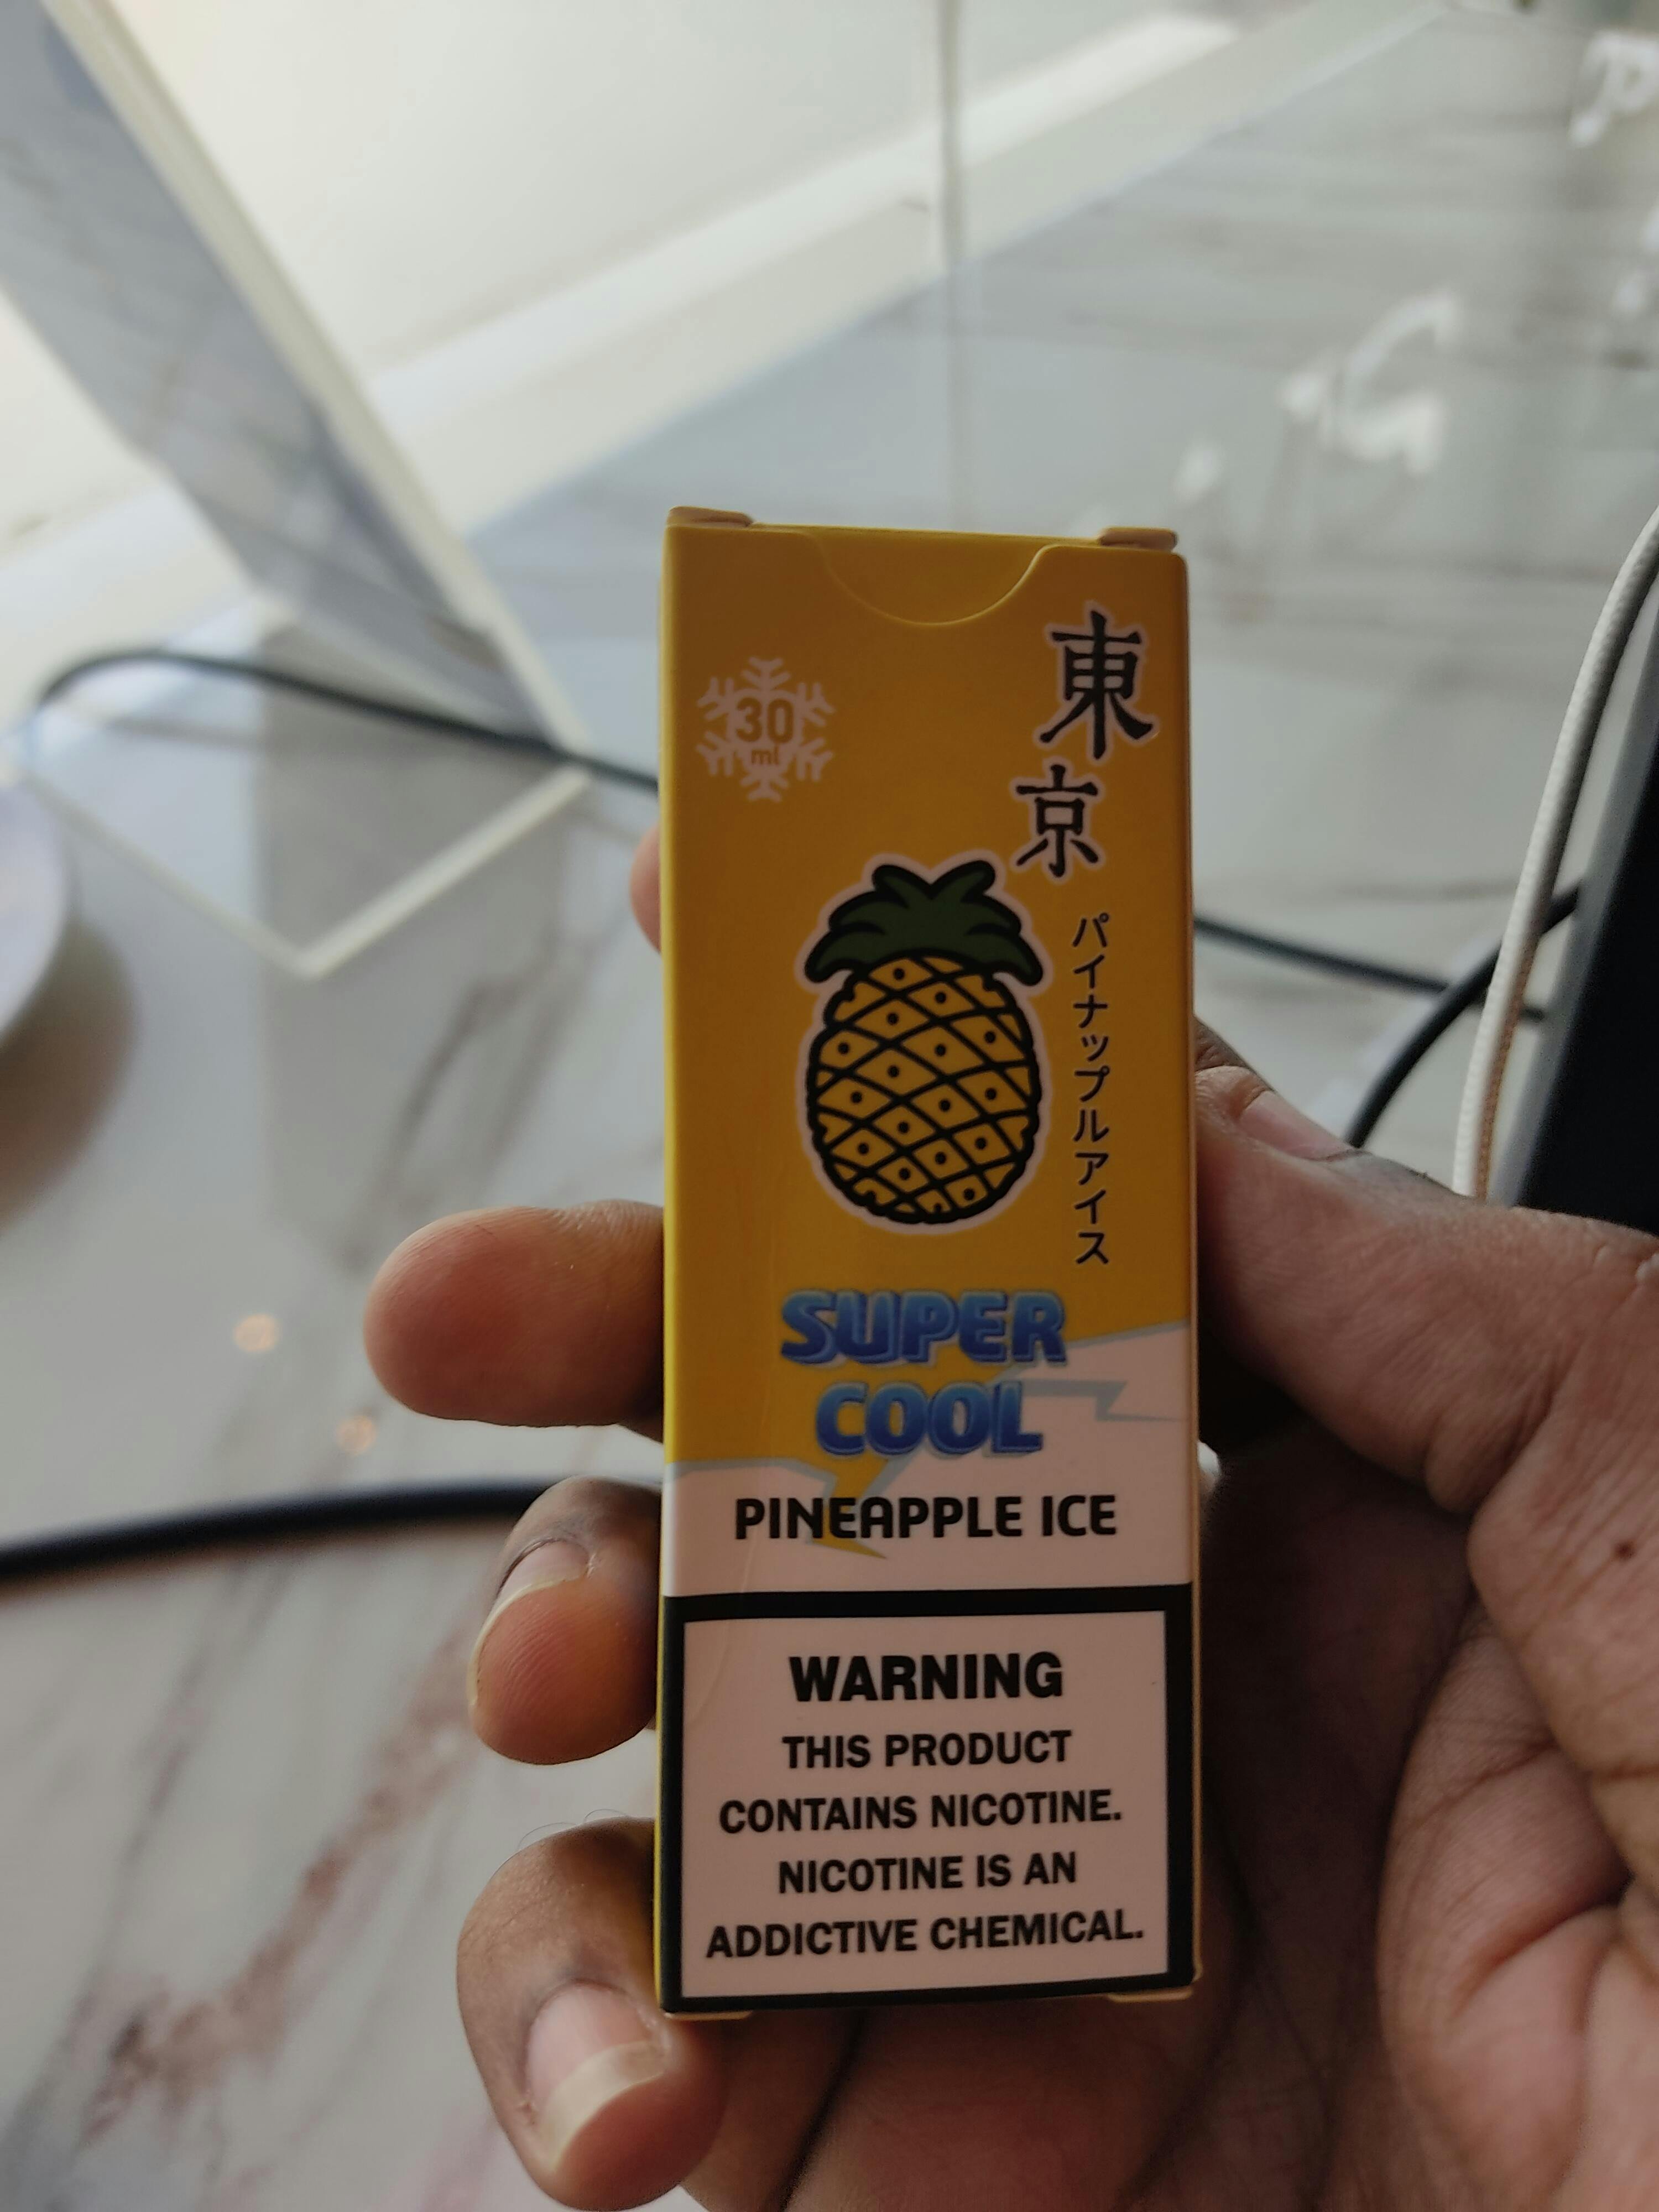 30
ml
東京
パイナップルアイス
SUPER
COOL
PINEAPPLE ICE
WARNING
THIS PRODUCT
CONTAINS NICOTINE.
NICOTINE IS AN
ADDICTIVE CHEMICAL.